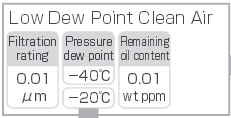 Low Dew Point Clean Air
Filtration
rating
0.01
μm
Pressure
dew point
−40℃
−20℃
Remaining
oil content
0.01
wt ppm